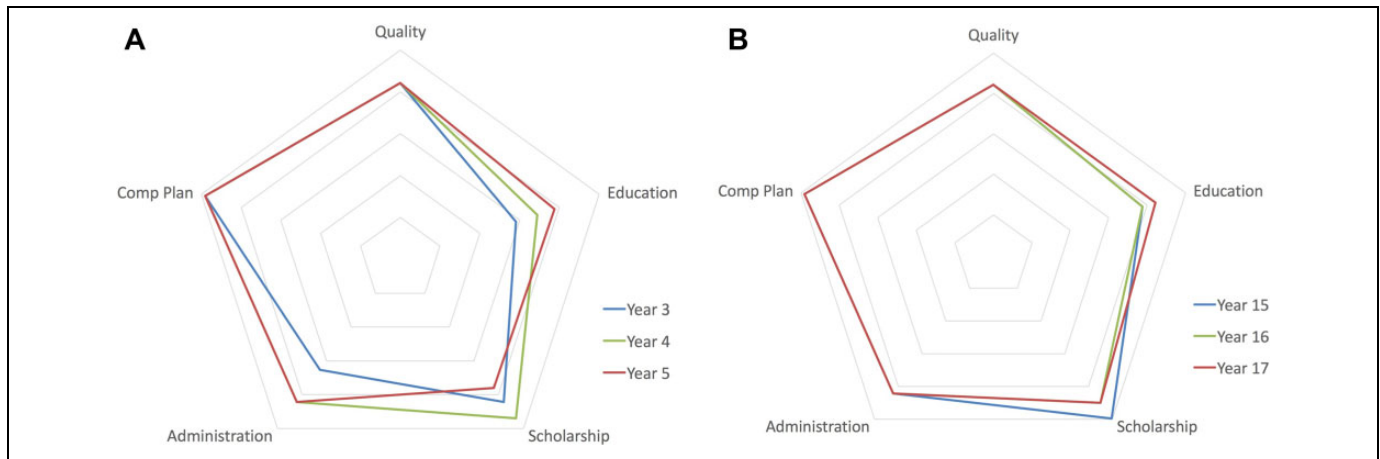 A
Quality
Education
Comp Plan
Year 3
Year 4
Year 5
Administration
Scholarship
B
Quality
Education
Comp Plan
Year 15
Year 16
Year 17
Administration
Scholarship